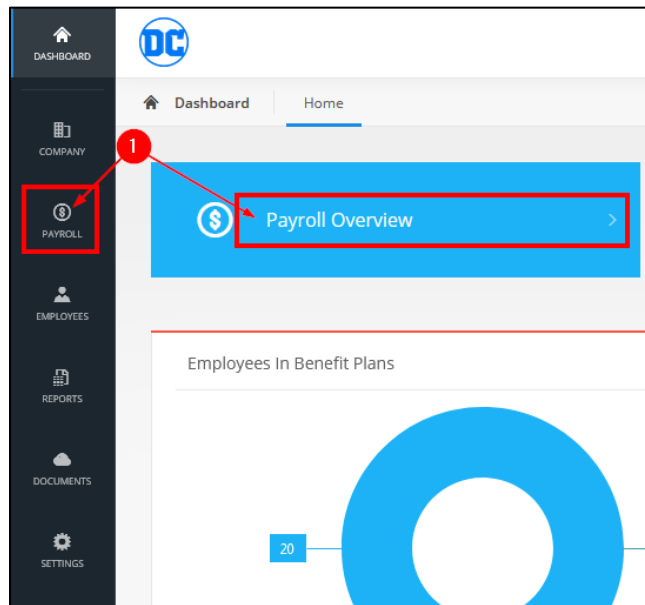 DASHBOARD
DC
Dashboard Home
COMPANY
1
PAYROLL
Payroll Overview
EMPLOYEES
Employees In Benefit Plans
REPORTS
DOCUMENTS
20
SETTINGS